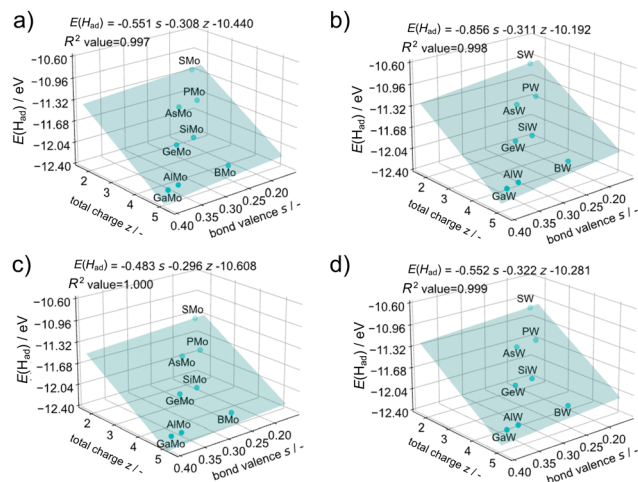 a)
E(H_ad) = -0.551 s -0.308 z -10.440
R² value=0.997
−10.60
−10.96
−11.32
−11.68
−12.04
−12.40
E(H_ad) / eV
SMo
PMo
AsMo
SiMo
GeMo
AlMo
BMo
GaMo
2
3
4
5
total charge z / -
0.40
0.35
0.30
0.25
0.20
bond valence s / -
b)
E(H_ad) = -0.856 s -0.311 z -10.192
R² value=0.998
−10.60
−10.96
−11.32
−11.68
−12.04
−12.40
E(H_ad) / eV
SW
PW
AsW
SiW
GeW
AlW
BW
GaW
2
3
4
5
total charge z / -
0.40
0.35
0.30
0.25
0.20
bond valence s / -
c)
E(H_ad) = -0.483 s -0.296 z -10.608
R² value=1.000
−10.60
−10.96
−11.32
−11.68
−12.04
−12.40
E(H_ad) / eV
SMo
PMo
AsMo
SiMo
GeMo
AlMo
BMo
GaMo
2
3
4
5
total charge z / -
0.40
0.35
0.30
0.25
0.20
bond valence s / -
d)
E(H_ad) = -0.552 s -0.322 z -10.281
R² value=0.999
−10.60
−10.96
−11.32
−11.68
−12.04
−12.40
E(H_ad) / eV
SW
PW
AsW
SiW
GeW
AlW
BW
GaW
2
3
4
5
total charge z / -
0.40
0.35
0.30
0.25
0.20
bond valence s / -